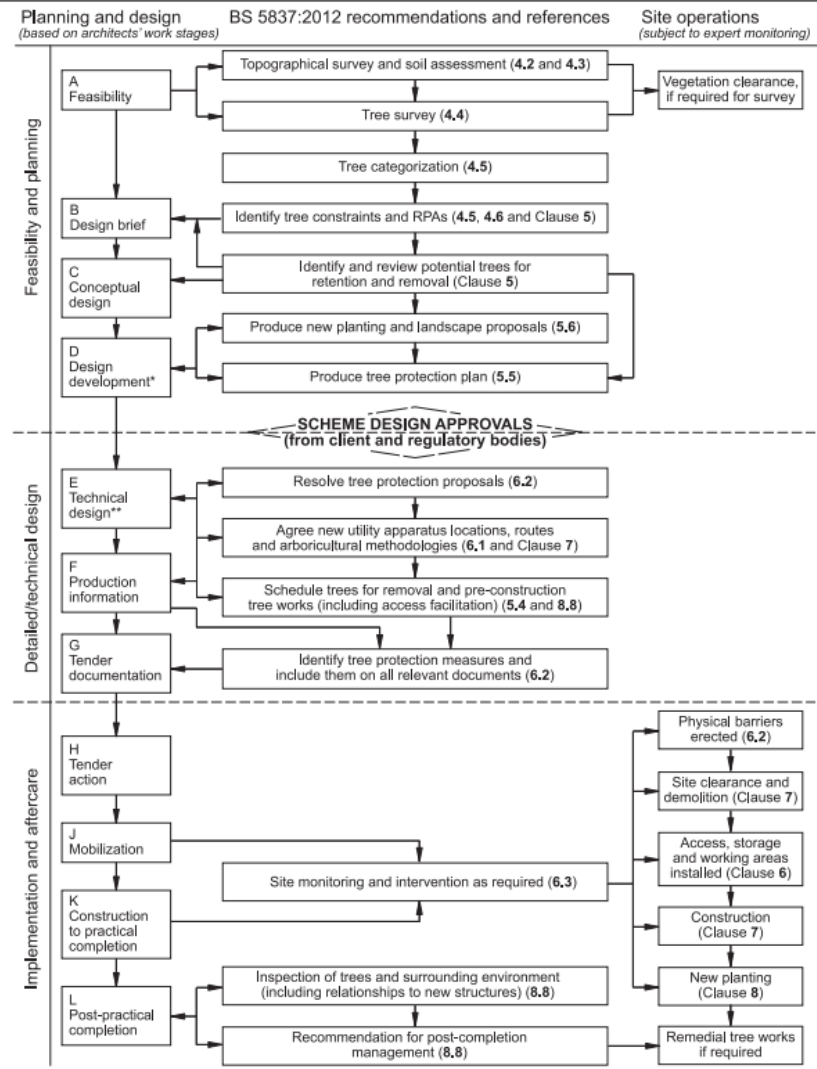 Planning and design
(based on architects' work stages)
BS 5837:2012 recommendations and references
Site operations
(subject to expert monitoring)
Feasibility and planning
A
Feasibility
Topographical survey and soil assessment (4.2 and 4.3)
Vegetation clearance,
if required for survey
Tree survey (4.4)
Tree categorization (4.5)
B
Design brief
Identify tree constraints and RPAs (4.5, 4.6 and Clause 5)
C
Conceptual
design
Identify and review potential trees for
retention and removal (Clause 5)
Produce new planting and landscape proposals (5.6)
D
Design
development*
Produce tree protection plan (5.5)
SCHEME DESIGN APPROVALS
(from client and regulatory bodies)
Detailed/technical design
E
Technical
design**
Resolve tree protection proposals (6.2)
Agree new utility apparatus locations, routes
and arboricultural methodologies (6.1 and Clause 7)
F
Production
information
Schedule trees for removal and pre-construction
tree works (including access facilitation) (5.4 and 8.8)
G
Tender
documentation
Identify tree protection measures and
include them on all relevant documents (6.2)
Implementation and aftercare
H
Tender
action
Physical barriers
erected (6.2)
Site clearance and
demolition (Clause 7)
J
Mobilization
Access, storage
and working areas
installed (Clause 6)
Site monitoring and intervention as required (6.3)
K
Construction
to practical
completion
Construction
(Clause 7)
L
Post-practical
completion
Inspection of trees and surrounding environment
(including relationships to new structures) (8.8)
New planting
(Clause 8)
Recommendation for post-completion
management (8.8)
Remedial tree works
if required